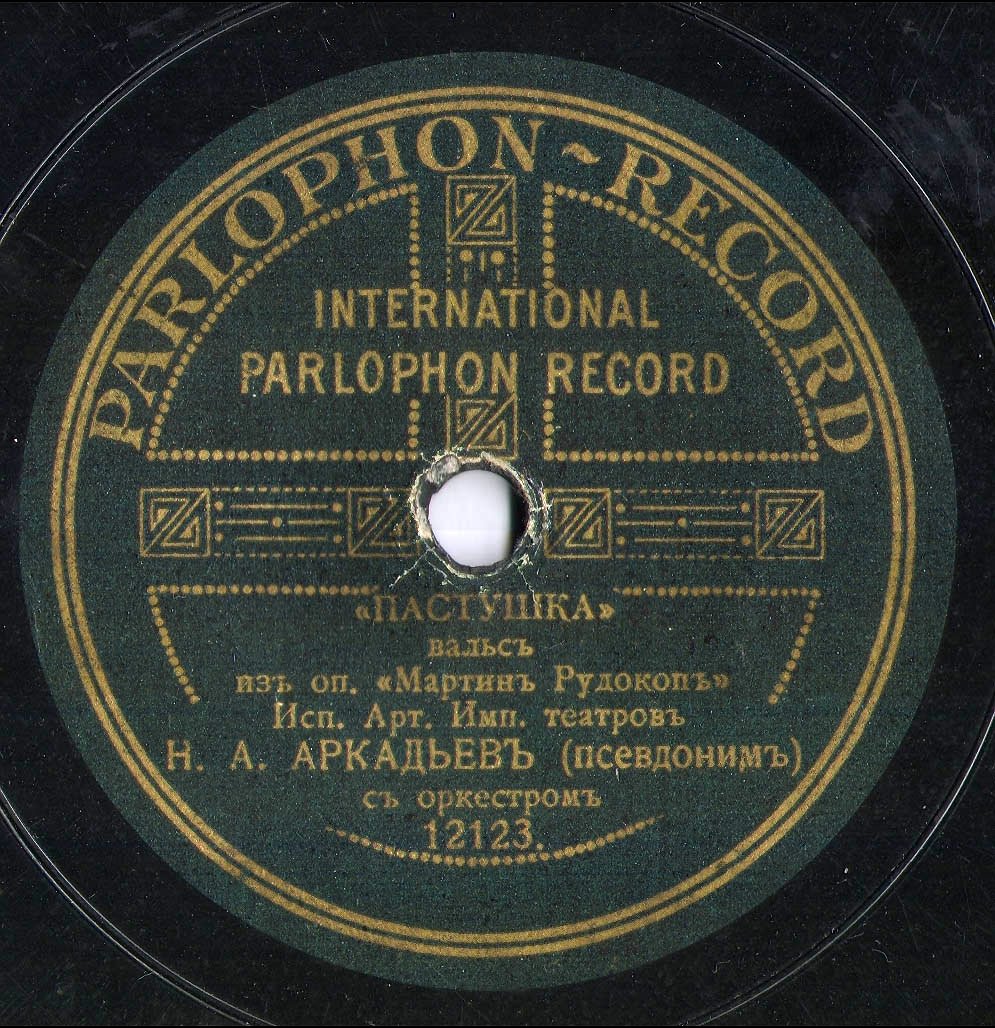 PARLOPHON~RECORD
INTERNATIONAL
PARLOPHON RECORD
«ПАСТУШКА»
вальсъ
изъ оп. «Мартинъ Рудокопъ»
Исп. Арт. Имп. театровъ
Н. А. АРКАДЬЕВЪ (псевдонимъ)
съ оркестромъ
12123.